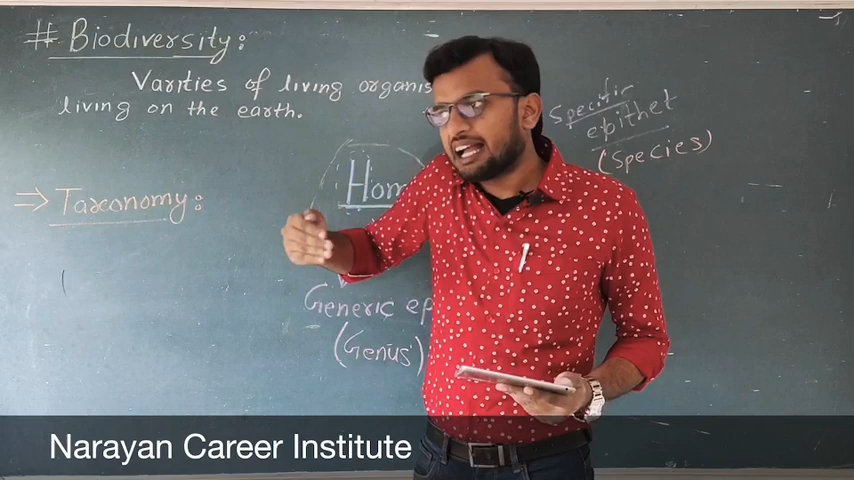 # Biodiversity:
Varities of living organis
living on the earth.
Specific
epithet
(Species)
Hom
⇒ Taxonomy:
Generic ep
(Genus)
Narayan Career Institute